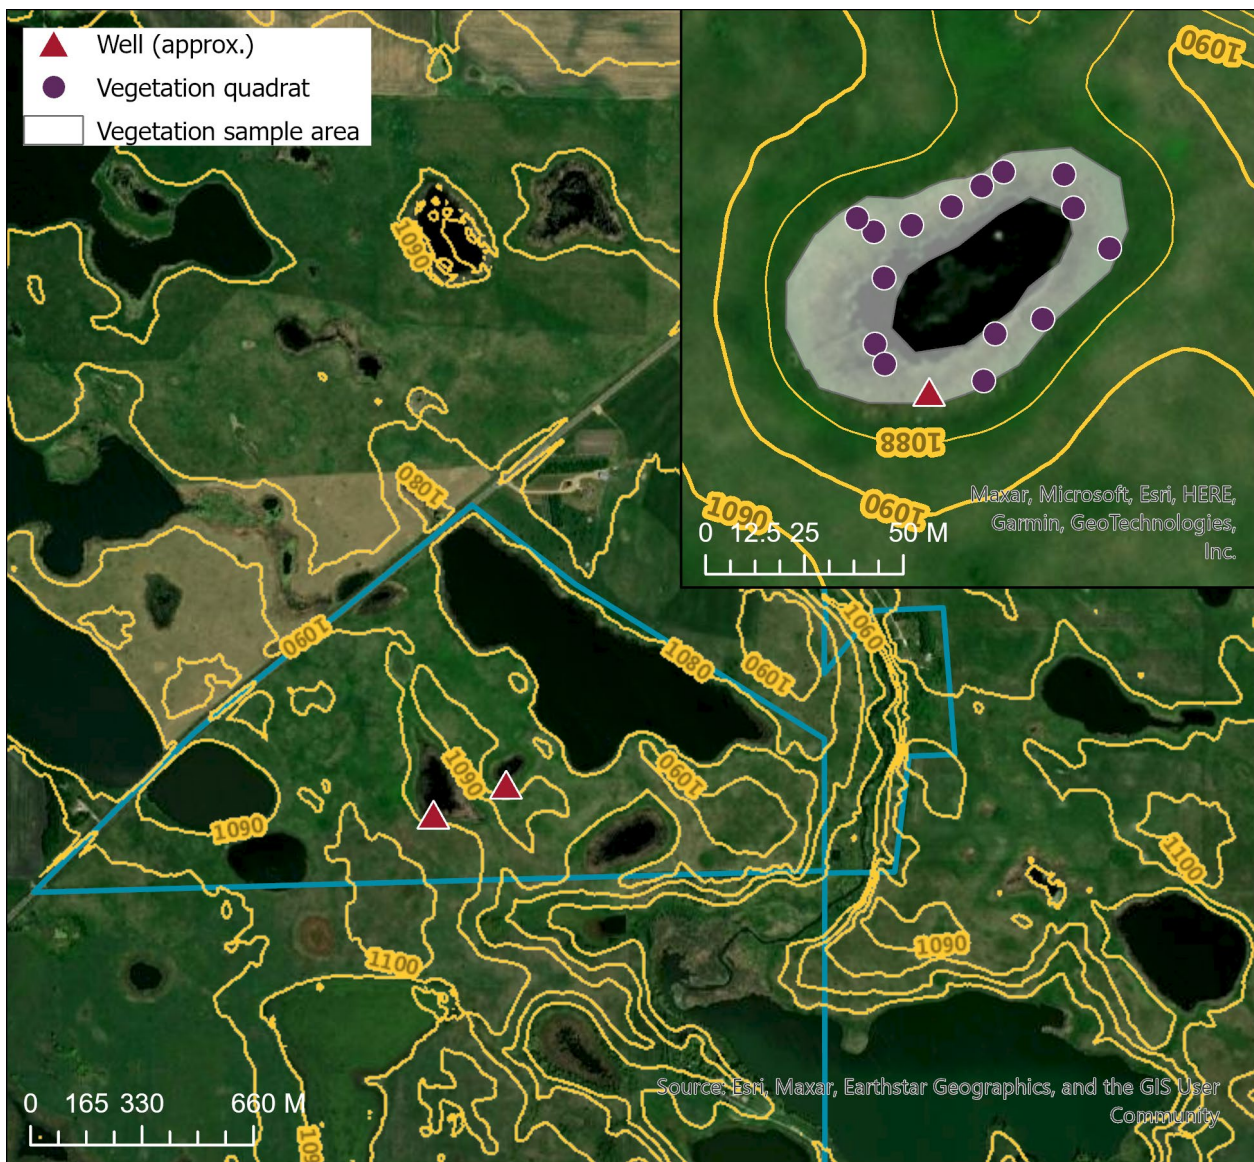 Well (approx.)
Vegetation quadrat
Vegetation sample area
1090
1088
1090
1090
Maxar, Microsoft, Esri, HERE,
Garmin, GeoTechnologies,
Inc.
0 12.5 25 50 M
1090
1080
1090
1080
1060
1090
1090
1090
1090
1100
1090
1100
109
0 165 330 660 M
Source: Esri, Maxar, Earthstar Geographics, and the GIS User
Community